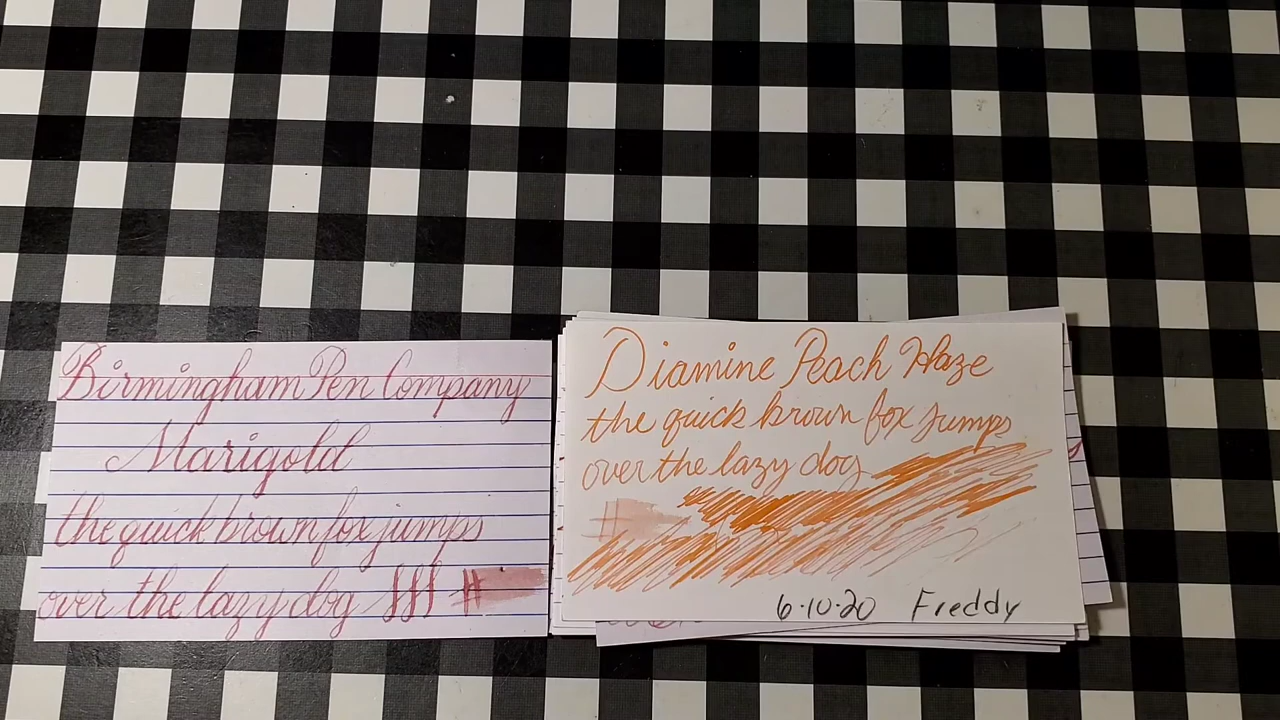 Birmingham Pen Company
Marigold
the quick brown fox jumps
over the lazy dog
Diamine Peach Haze
the quick brown fox jumps
over the lazy dog
6-10-20 Freddy